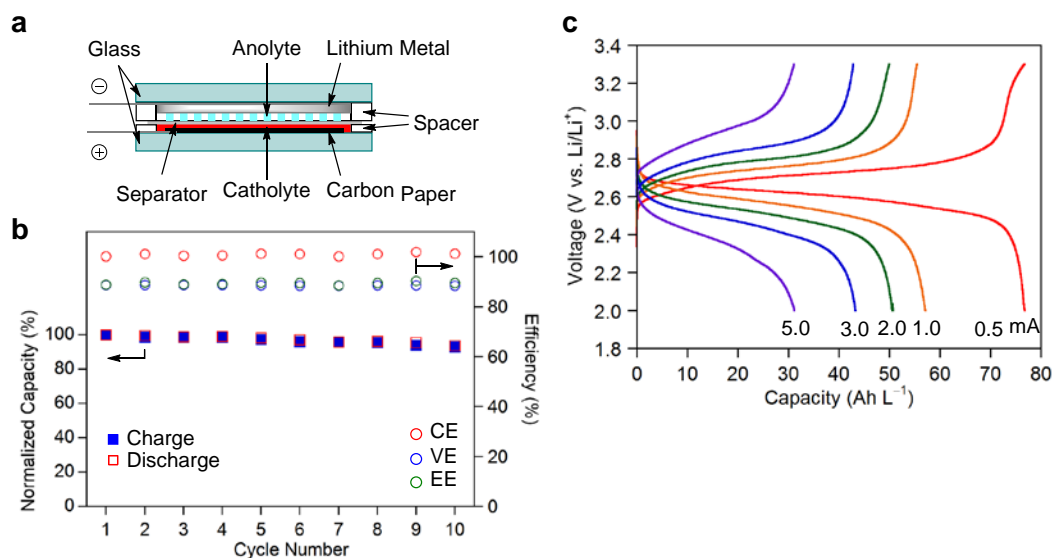 a
Glass
Anolyte
Lithium Metal
⊖
Spacer
⊕
Separator
Catholyte
Carbon Paper
b
Normalized Capacity (%)
100
80
60
40
20
0
Charge
Discharge
CE
VE
EE
100
80
60
40
20
0
Efficiency (%)
1 2 3 4 5 6 7 8 9 10
Cycle Number
c
Voltage (V vs. Li/Li⁺)
3.4
3.0
2.8
2.6
2.4
2.0
1.8
5.0 3.0 2.0 1.0 0.5 mA
0 10 20 30 40 50 60 70 80
Capacity (Ah L⁻¹)